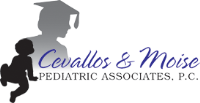 Cevallos & Moise
PEDIATRIC ASSOCIATES, P.C.